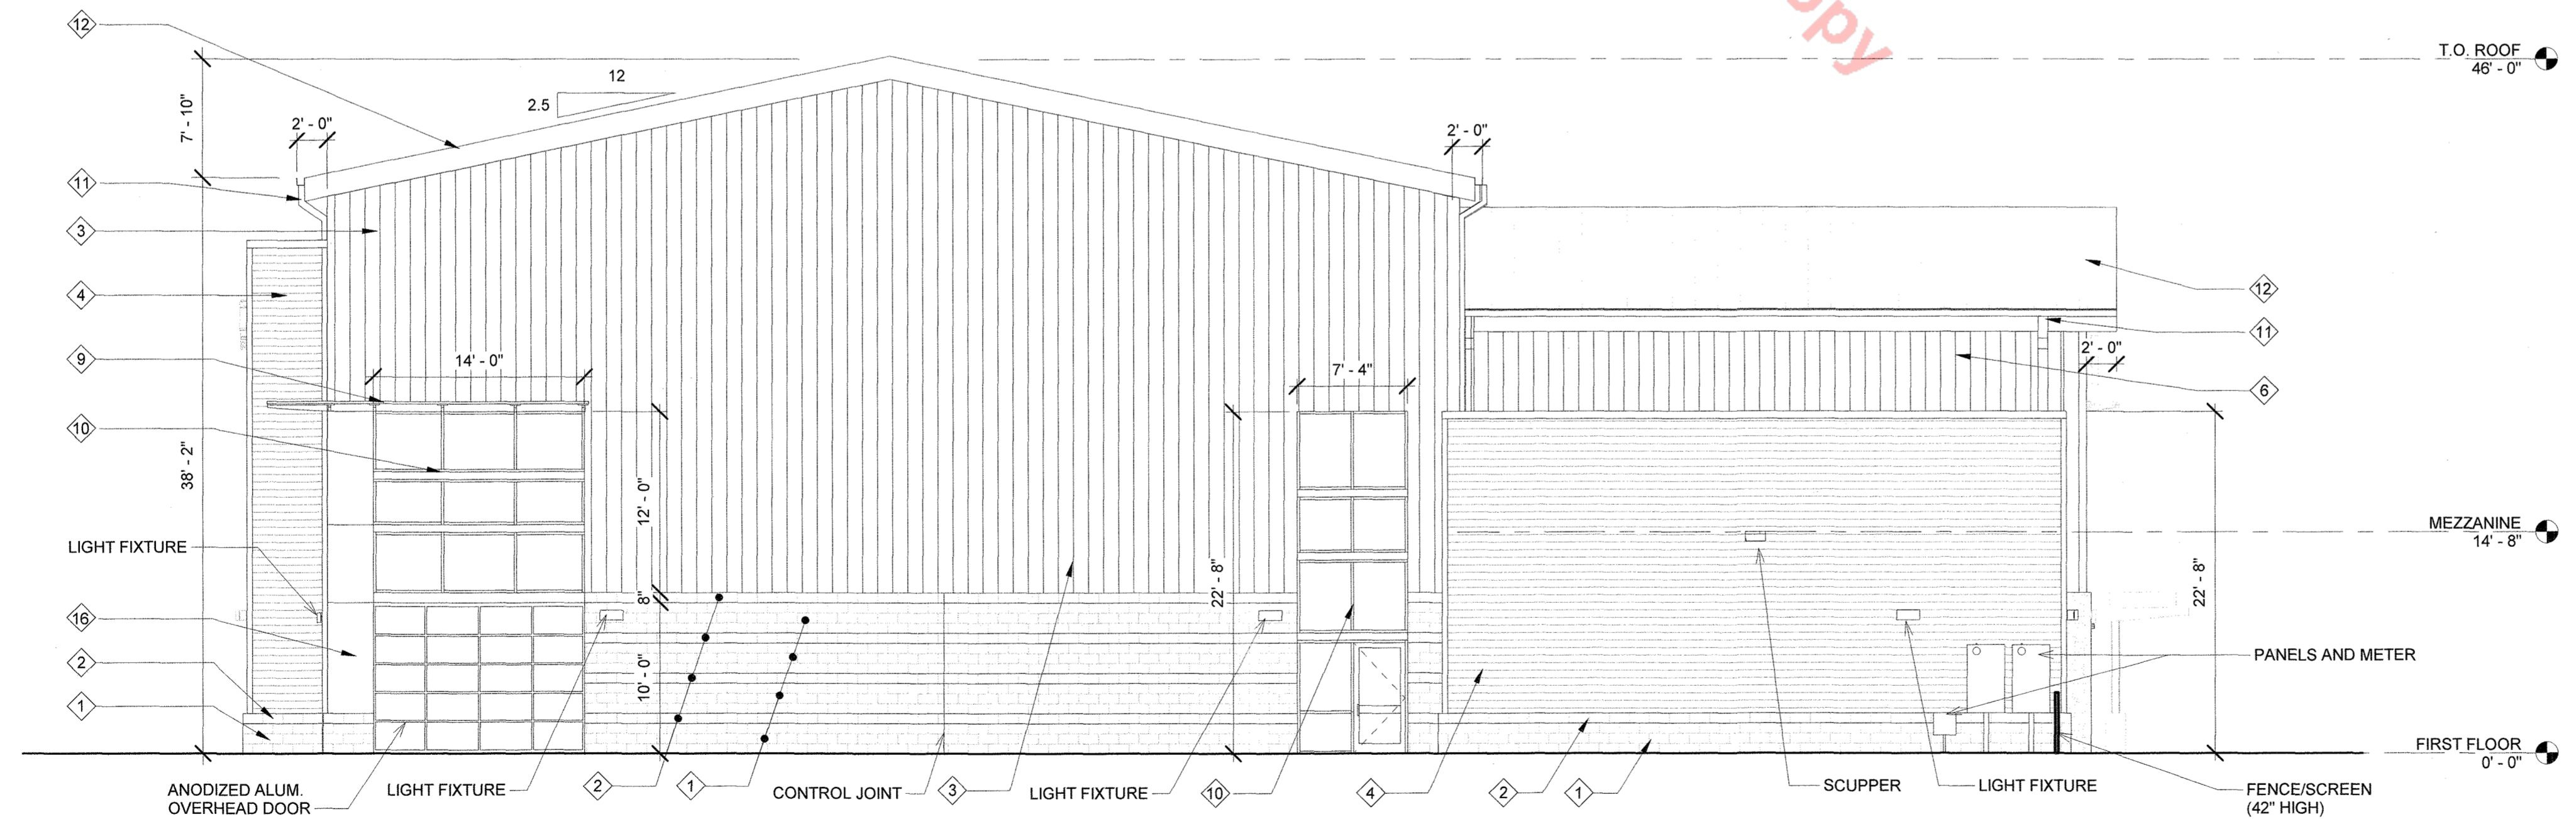 opy
12
T.O. ROOF
46' - 0"
12
2.5
7' - 10"
2' - 0"
2' - 0"
11
3
4
12
11
9
14' - 0"
7' - 4"
2' - 0"
6
10
38' - 2"
12' - 0"
MEZZANINE
14' - 8"
LIGHT FIXTURE
22' - 8"
22' - 8"
8"
16
2
10' - 0"
PANELS AND METER
1
FIRST FLOOR
0' - 0"
ANODIZED ALUM.
OVERHEAD DOOR
LIGHT FIXTURE
2
1
CONTROL JOINT
3
LIGHT FIXTURE
10
4
2
1
SCUPPER
LIGHT FIXTURE
FENCE/SCREEN
(42" HIGH)